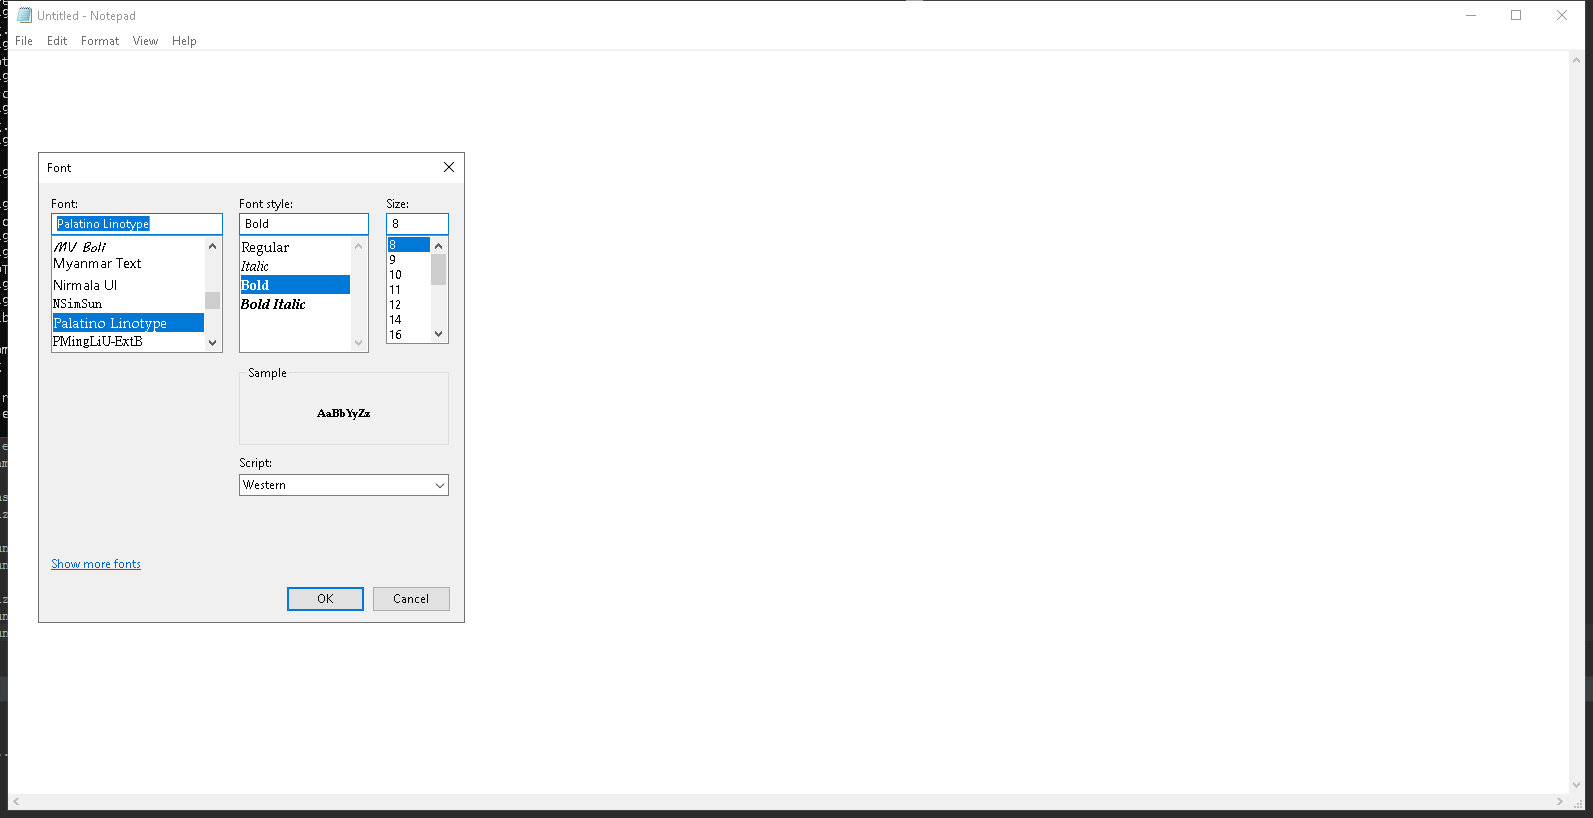 Untitled - Notepad
File Edit Format View Help
Font
Font: Font style: Size:
Palatino Linotype Bold 8
MV Boli
Myanmar Text
Nirmala UI
NSimSun
Palatino Linotype
PMingLiU-ExtB
Regular
Italic
Bold
Bold Italic
8
9
10
11
12
14
16
Sample
AaBbYyZz
Script:
Western
Show more fonts
OK Cancel